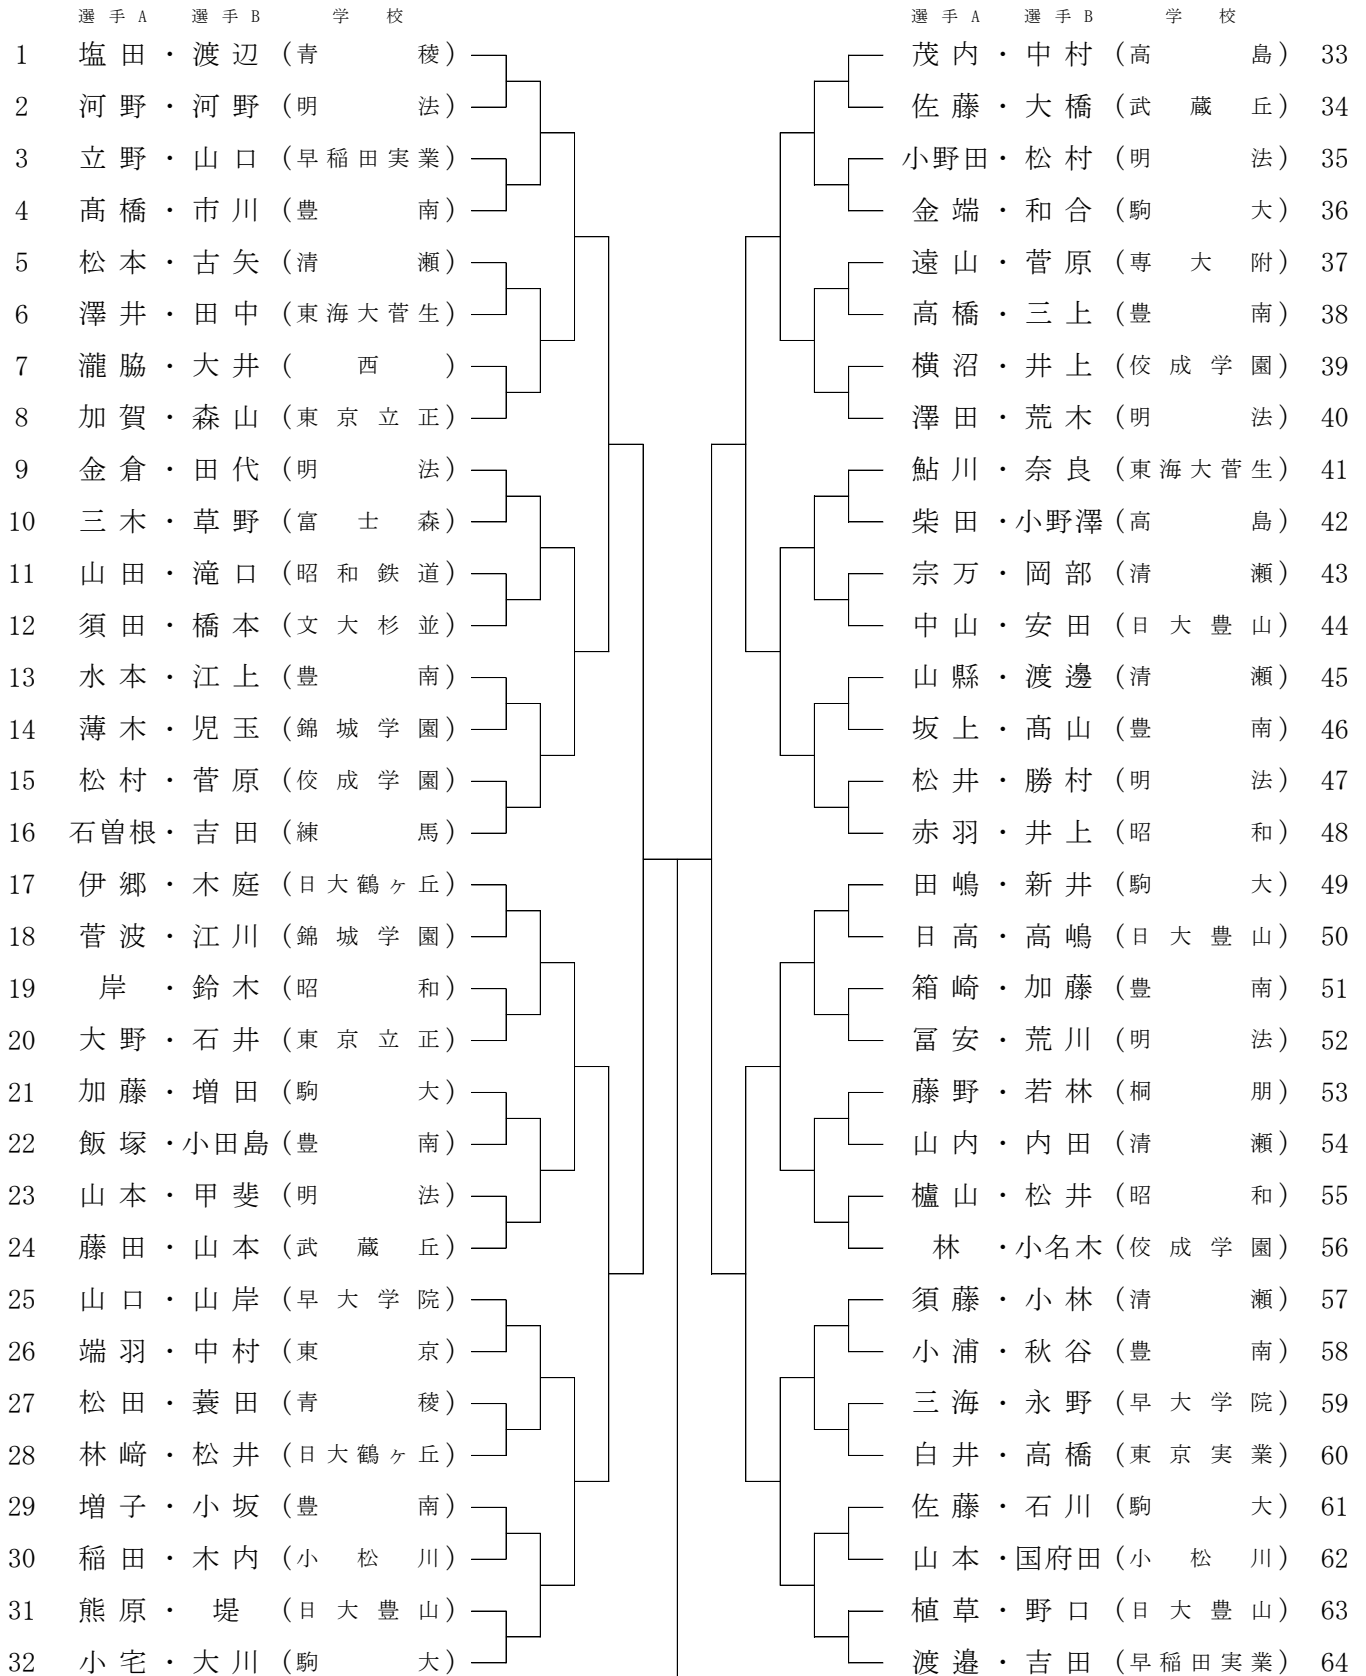 選手A 選手B 学校
1 塩田・渡辺（青稜）
2 河野・河野（明法）
3 立野・山口（早稲田実業）
4 髙橋・市川（豊南）
5 松本・古矢（清瀬）
6 澤井・田中（東海大菅生）
7 瀧脇・大井（西）
8 加賀・森山（東京立正）
9 金倉・田代（明法）
10 三木・草野（富士森）
11 山田・滝口（昭和鉄道）
12 須田・橋本（文大杉並）
13 水本・江上（豊南）
14 薄木・児玉（錦城学園）
15 松村・菅原（佼成学園）
16 石曽根・吉田（練馬）
17 伊郷・木庭（日大鶴ヶ丘）
18 菅波・江川（錦城学園）
19 岸・鈴木（昭和）
20 大野・石井（東京立正）
21 加藤・増田（駒大）
22 飯塚・小田島（豊南）
23 山本・甲斐（明法）
24 藤田・山本（武蔵丘）
25 山口・山岸（早大学院）
26 端羽・中村（東京）
27 松田・蓑田（青稜）
28 林﨑・松井（日大鶴ヶ丘）
29 増子・小坂（豊南）
30 稲田・木内（小松川）
31 熊原・堤（日大豊山）
32 小宅・大川（駒大）
選手A 選手B 学校
茂内・中村（高島）33
佐藤・大橋（武蔵丘）34
小野田・松村（明法）35
金端・和合（駒大）36
遠山・菅原（専大附）37
高橋・三上（豊南）38
横沼・井上（佼成学園）39
澤田・荒木（明法）40
鮎川・奈良（東海大菅生）41
柴田・小野澤（高島）42
宗万・岡部（清瀬）43
中山・安田（日大豊山）44
山縣・渡邊（清瀬）45
坂上・髙山（豊南）46
松井・勝村（明法）47
赤羽・井上（昭和）48
田嶋・新井（駒大）49
日高・高嶋（日大豊山）50
箱崎・加藤（豊南）51
冨安・荒川（明法）52
藤野・若林（桐朋）53
山内・内田（清瀬）54
櫨山・松井（昭和）55
林・小名木（佼成学園）56
須藤・小林（清瀬）57
小浦・秋谷（豊南）58
三海・永野（早大学院）59
白井・高橋（東京実業）60
佐藤・石川（駒大）61
山本・国府田（小松川）62
植草・野口（日大豊山）63
渡邉・吉田（早稲田実業）64